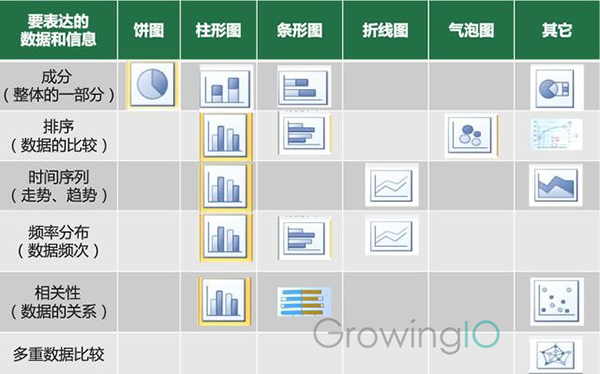 要表达的
数据和信息
饼图
柱形图
条形图
折线图
气泡图
其它
成分
(整体的一部分)
排序
(数据的比较)
时间序列
(走势、趋势)
频率分布
(数据频次)
相关性
(数据的关系)
多重数据比较
GrowingIO